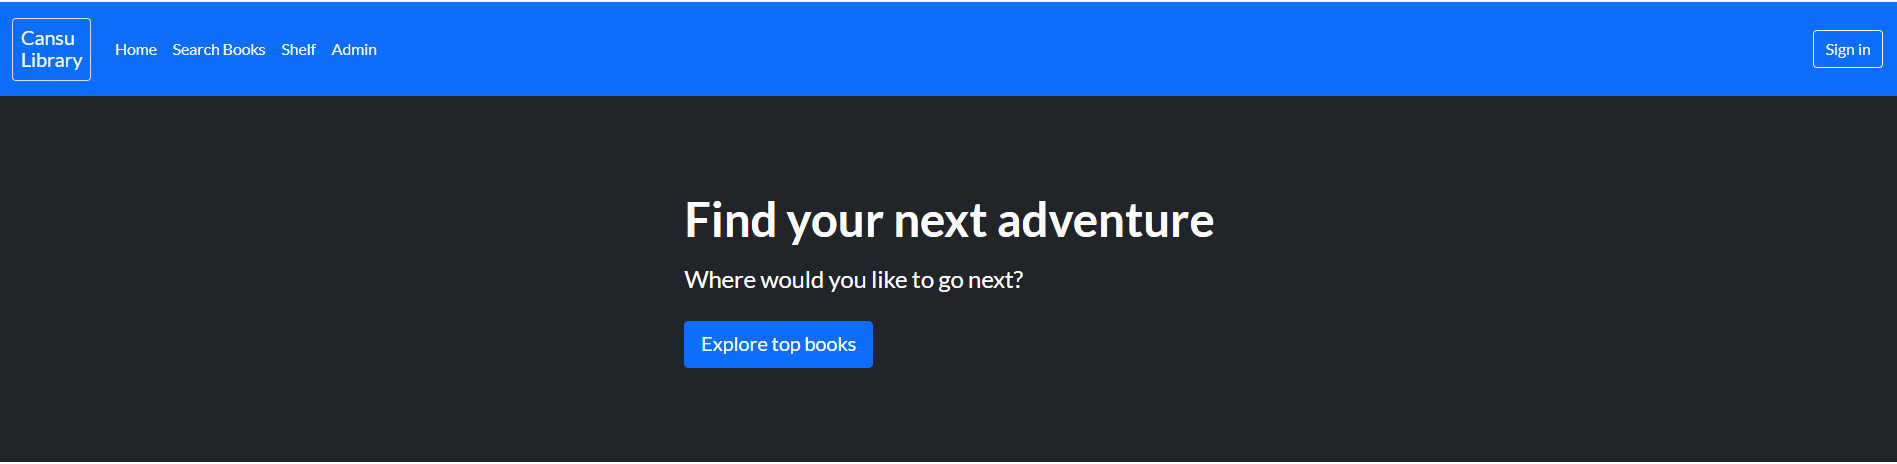 Cansu
Library
Home Search Books Shelf Admin
Sign in
Find your next adventure
Where would you like to go next?
Explore top books